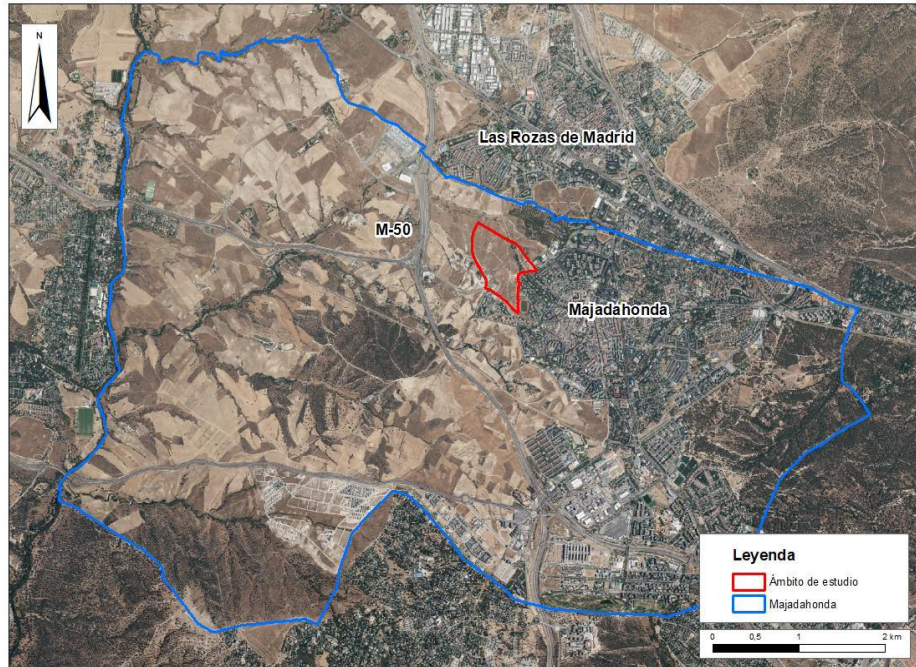 N
Las Rozas de Madrid
M-50
Majadahonda
Leyenda
Ámbito de estudio
Majadahonda
0 0,5 1 2 km